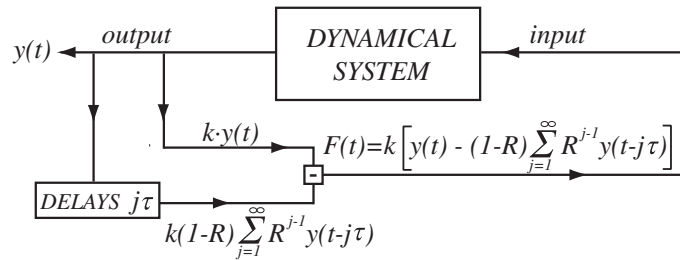 output
DYNAMICAL
SYSTEM
input
y(t)
k·y(t)
F(t)=k[y(t) - (1-R)∑_{j=1}^{∞} R^{j-1} y(t-jτ)]
-
DELAYS jτ
k(1-R)∑_{j=1}^{∞} R^{j-1} y(t-jτ)